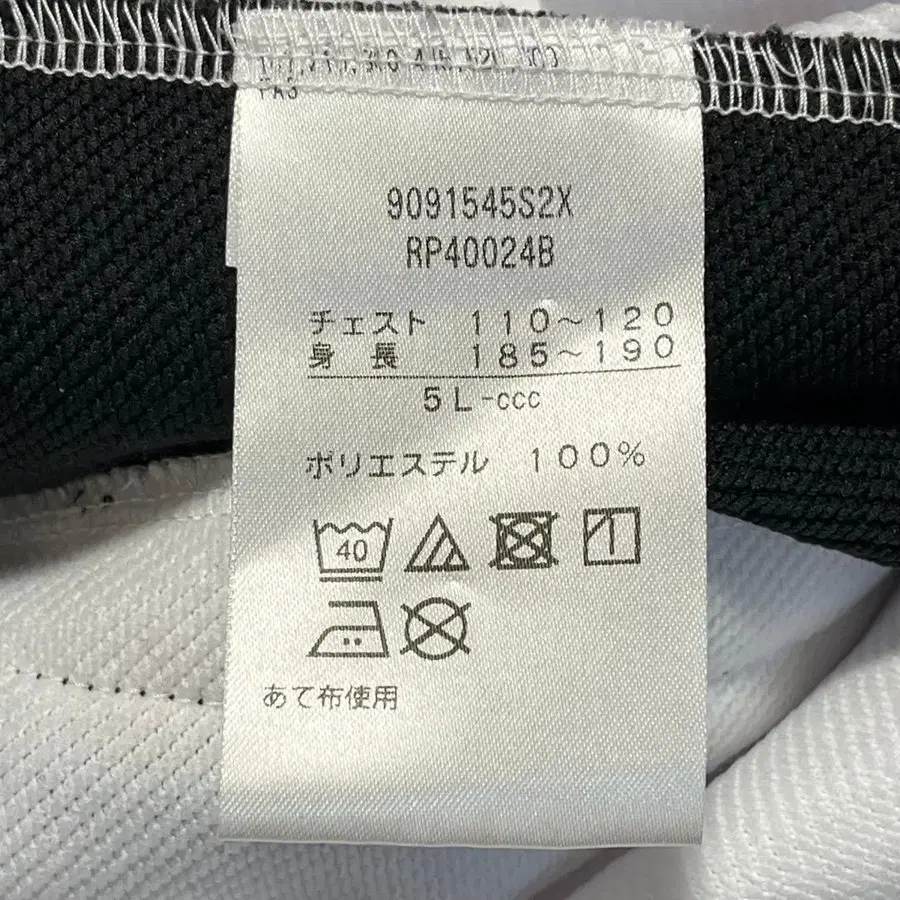 9091545S2X
RP40024B
チェスト １１０～１２０
身 長 １８５～１９０
５Ｌ-ccc
ポリエステル １００％
40
あて布使用